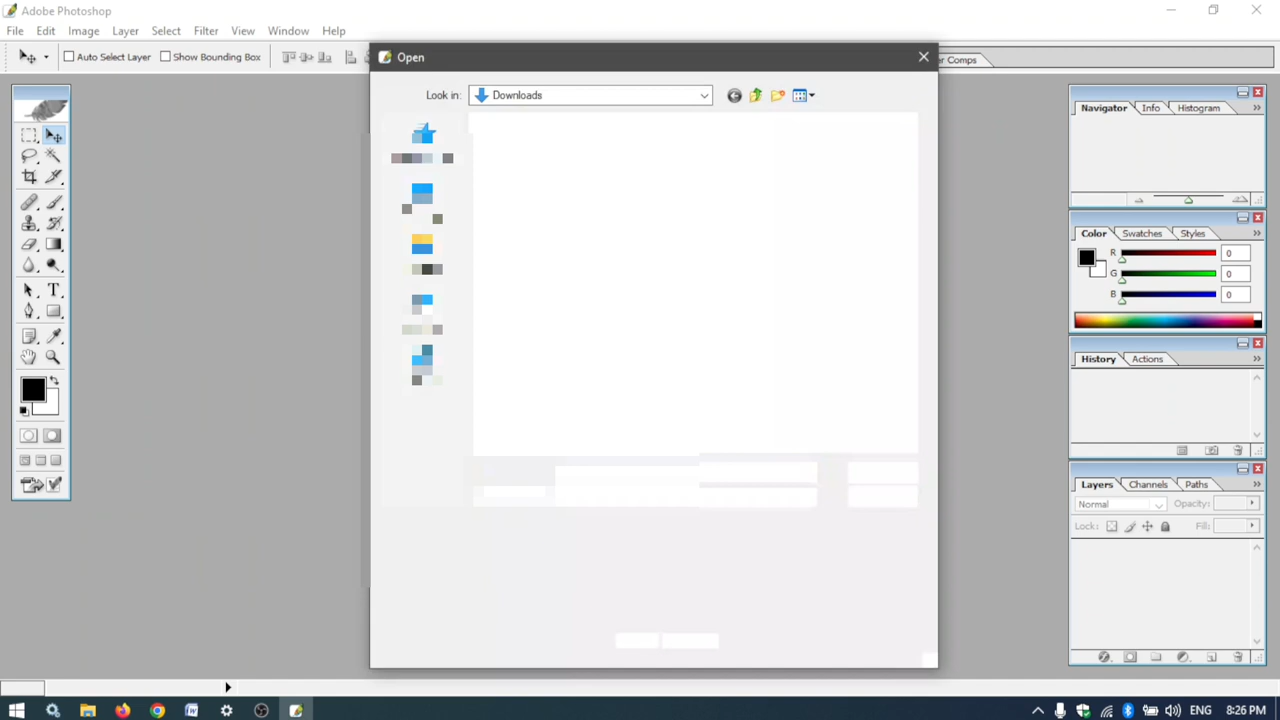 Adobe Photoshop
File Edit Image Layer Select Filter View Window Help
Auto Select Layer Show Bounding Box
er Comps
Open
Look in: Downloads
Navigator Info Histogram
Color Swatches Styles
R 0
G 0
B 0
History Actions
Layers Channels Paths
Normal Opacity:
Lock: Fill:
ENG 8:26 PM